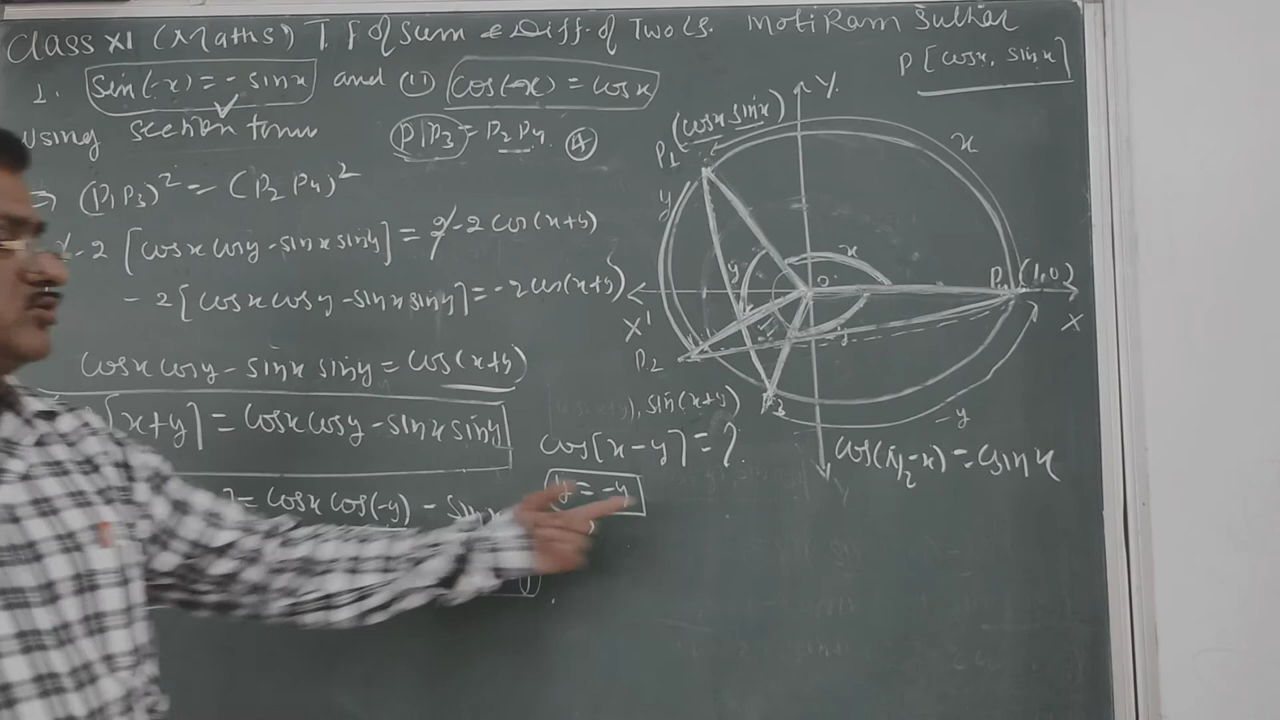 Class XI (Maths) T. F of Sum & Diff. of Two ∠s. MotiRam Suthar
P [cosx, sinx]
1. sin(-x) = - sinx and (ii) cos(-x) = cosx
Using section form P1P3 = P2P4. (A)
⇒ (P1P3)² = (P2P4)²
2-2 [cosx cosy - sinx siny] = 2 - 2 cos(x+y)
- 2 [cosx cosy - sinx siny] = -2 cos(x+y)
cosx cosy - sinx siny = cos(x+y)
[x+y] = cosx cosy - sinx siny
= cosx cos(-y) - sinx
, sin(x+y)
cos[x-y] = ?
y = -y
P1 (cosx sinx)
Y
x
y
x
y
O
P4 (1,0)
X'
X
P2
y
P3
-y
cos(π/2 - x) = sinx
Y'